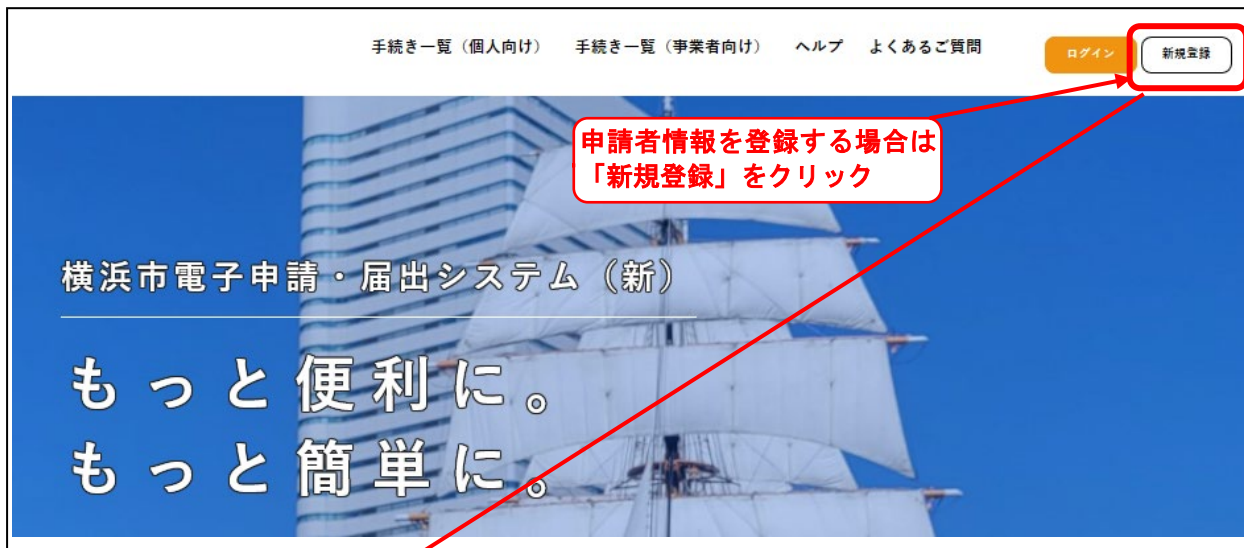 手続き一覧（個人向け） 手続き一覧（事業者向け） ヘルプ よくあるご質問 ログイン 新規登録
申請者情報を登録する場合は
「新規登録」をクリック
横浜市電子申請・届出システム（新）
もっと便利に。
もっと簡単に。